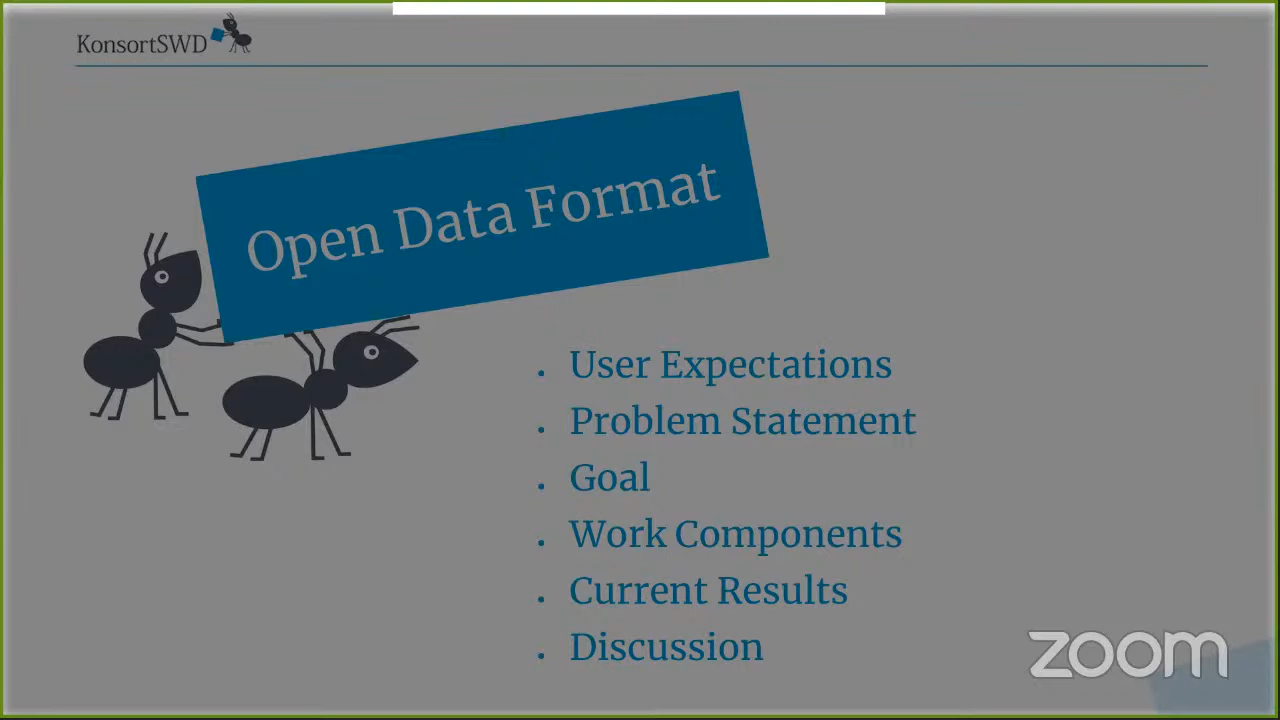 KonsortSWD
Open Data Format
. User Expectations
. Problem Statement
. Goal
. Work Components
. Current Results
. Discussion
zoom